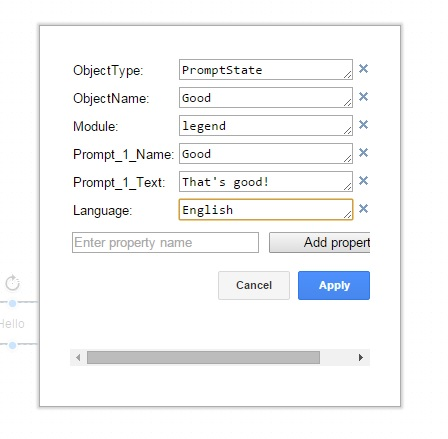 ObjectType: PromptState
ObjectName: Good
Module: legend
Prompt_1_Name: Good
Prompt_1_Text: That's good!
Language: English
Enter property name Add propert
Cancel Apply
Hello